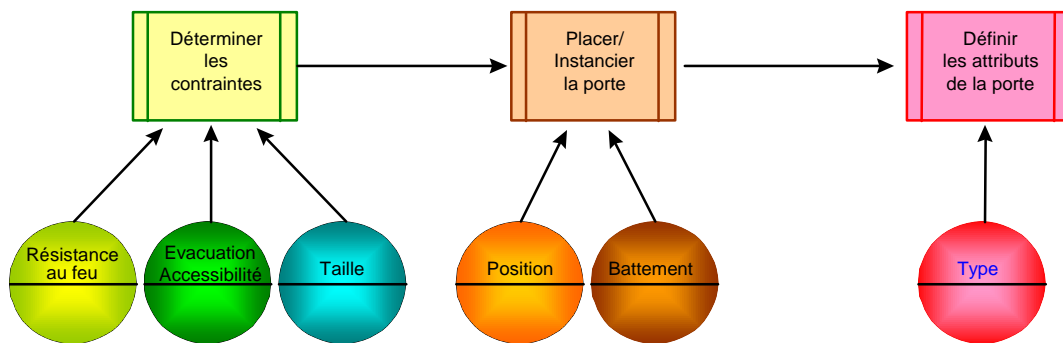 Déterminer
les
contraintes
Placer/
Instancier
la porte
Définir
les attributs
de la porte
Résistance
au feu
Evacuation
Accessibilité
Taille
Position
Battement
Type